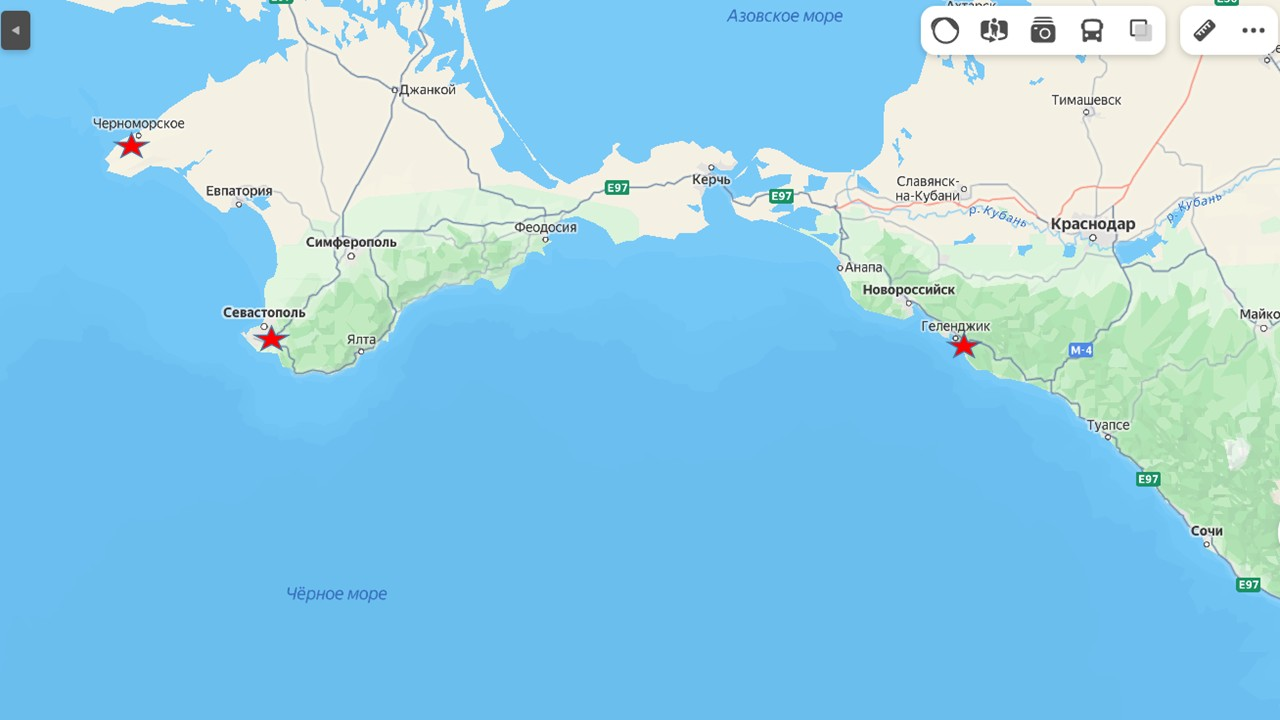 Азовское море
Джанкой
Черноморское
Тимашевск
Евпатория
E97
Керчь
E97
Славянск-
на-Кубани
р. Кубань
р. Кубань
Краснодар
Феодосия
Симферополь
Анапа
Новороссийск
Севастополь
Геленджик
Майко
Ялта
M-4
Туапсе
E97
Сочи
E97
Чёрное море